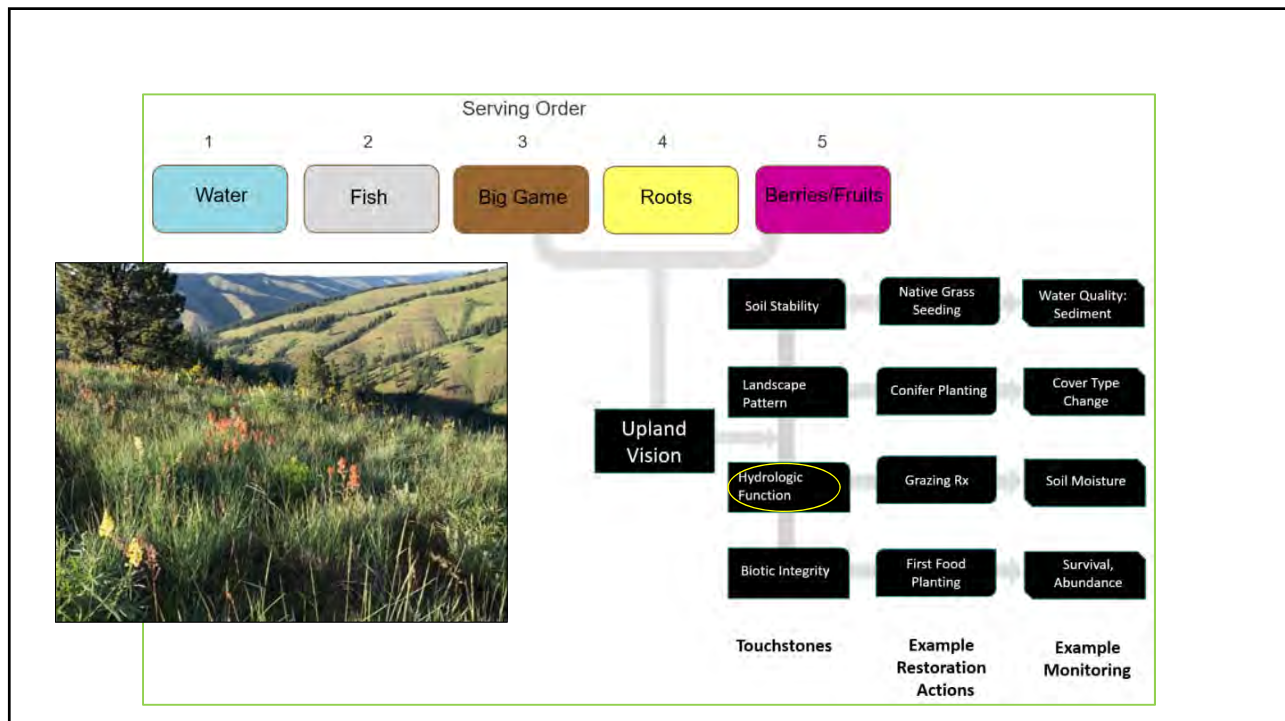 Serving Order
1 2 3 4 5
Water Fish Big Game Roots Berries/Fruits
Upland
Vision
Soil Stability
Native Grass
Seeding
Water Quality:
Sediment
Landscape
Pattern
Conifer Planting
Cover Type
Change
Hydrologic
Function
Grazing Rx
Soil Moisture
Biotic Integrity
First Food
Planting
Survival,
Abundance
Touchstones
Example
Restoration
Actions
Example
Monitoring